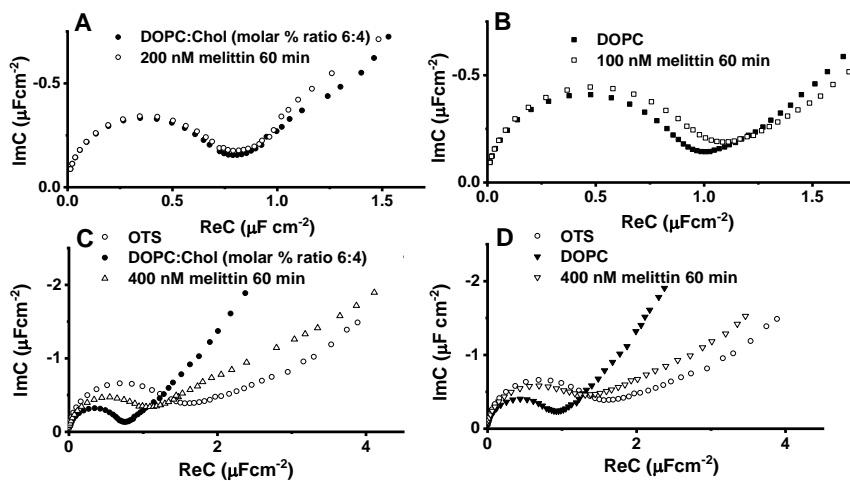 A
DOPC:Chol (molar % ratio 6:4)
200 nM melittin 60 min
-0.5
0.0
ImC (μFcm-2)
0.0 0.5 1.0 1.5
ReC (μF cm-2)
B
DOPC
100 nM melittin 60 min
-0.5
0.0
ImC (μFcm-2)
0.0 0.5 1.0 1.5
ReC (μF cm-2)
C
OTS
DOPC:Chol (molar % ratio 6:4)
400 nM melittin 60 min
-2
-1
0
ImC (μFcm-2)
0 2 4
ReC (μFcm-2)
D
OTS
DOPC
400 nM melittin 60 min
-2
-1
0
ImC (μFcm-2)
0 2 4
ReC (μFcm-2)